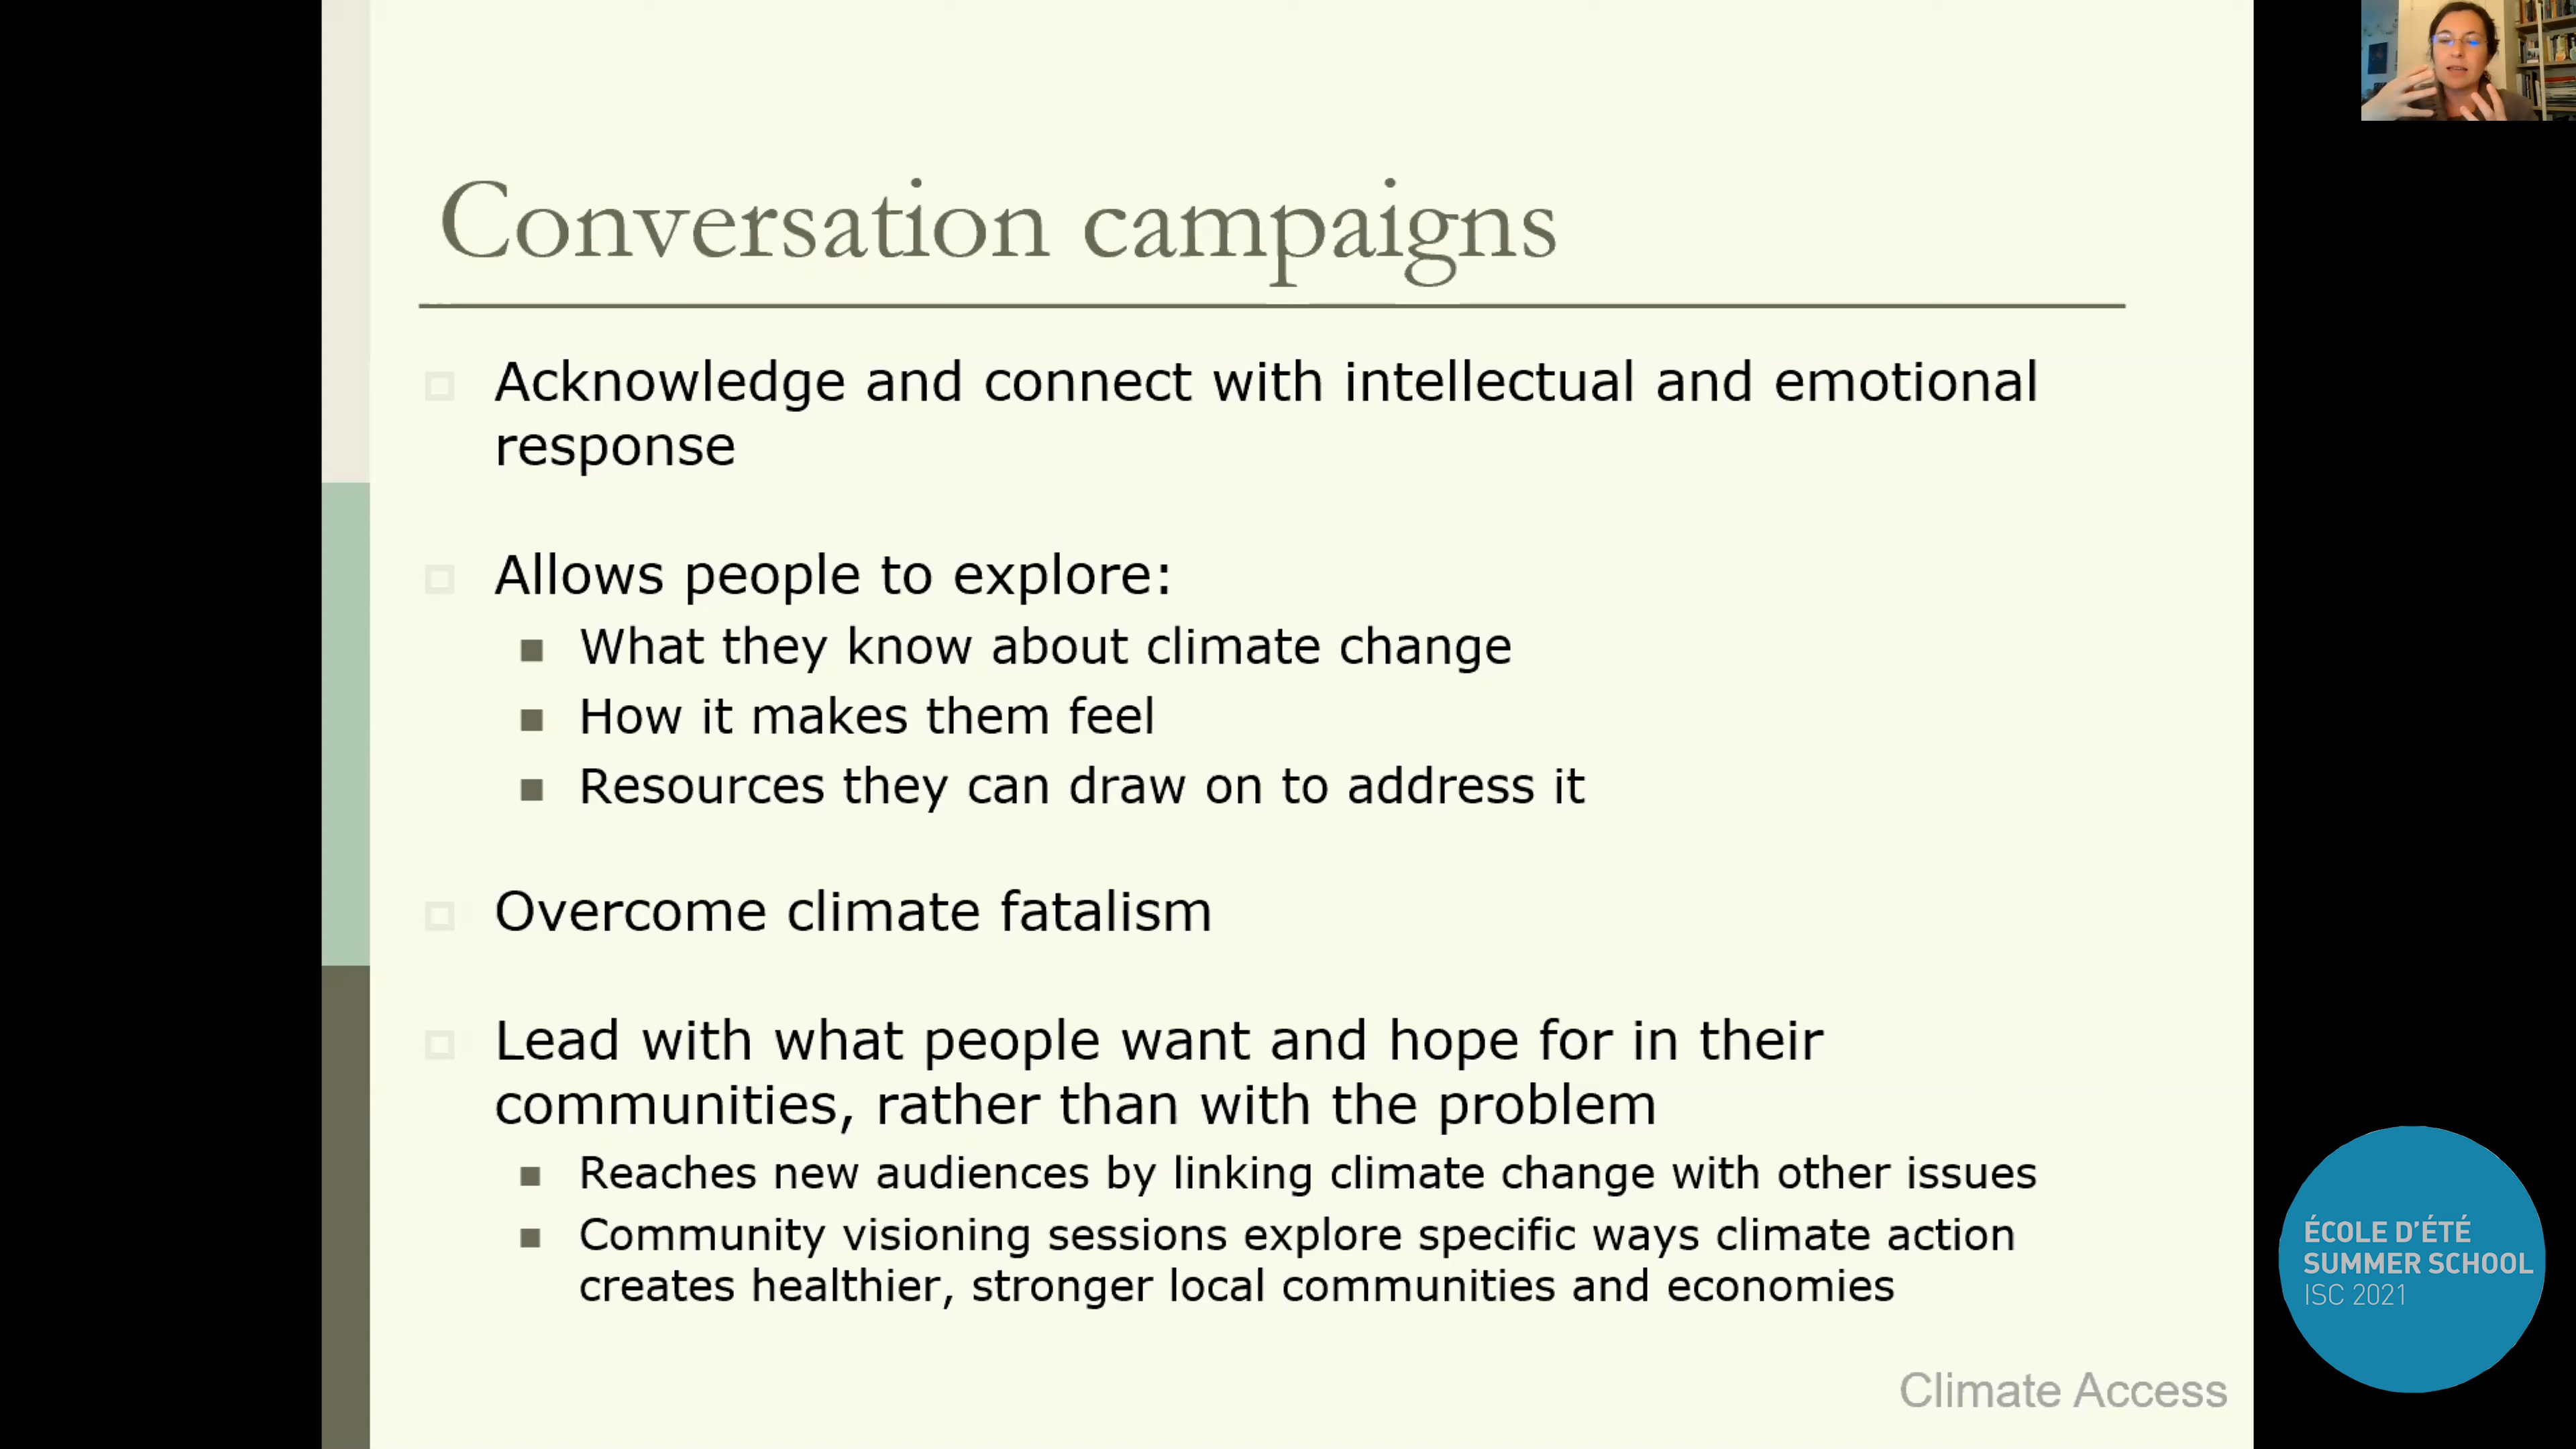 Conversation campaigns
Acknowledge and connect with intellectual and emotional
response
Allows people to explore:
What they know about climate change
How it makes them feel
Resources they can draw on to address it
Overcome climate fatalism
Lead with what people want and hope for in their
communities, rather than with the problem
Reaches new audiences by linking climate change with other issues
Community visioning sessions explore specific ways climate action
creates healthier, stronger local communities and economies
Climate Access
ÉCOLE D'ÉTÉ
SUMMER SCHOOL
ISC 2021